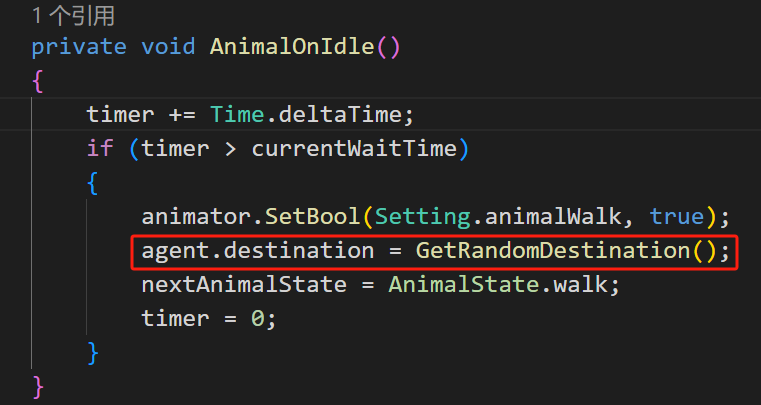 1 个引用
private void AnimalOnIdle()
{
timer += Time.deltaTime;
if (timer > currentWaitTime)
{
animator.SetBool(Setting.animalWalk, true);
agent.destination = GetRandomDestination();
nextAnimalState = AnimalState.walk;
timer = 0;
}
}